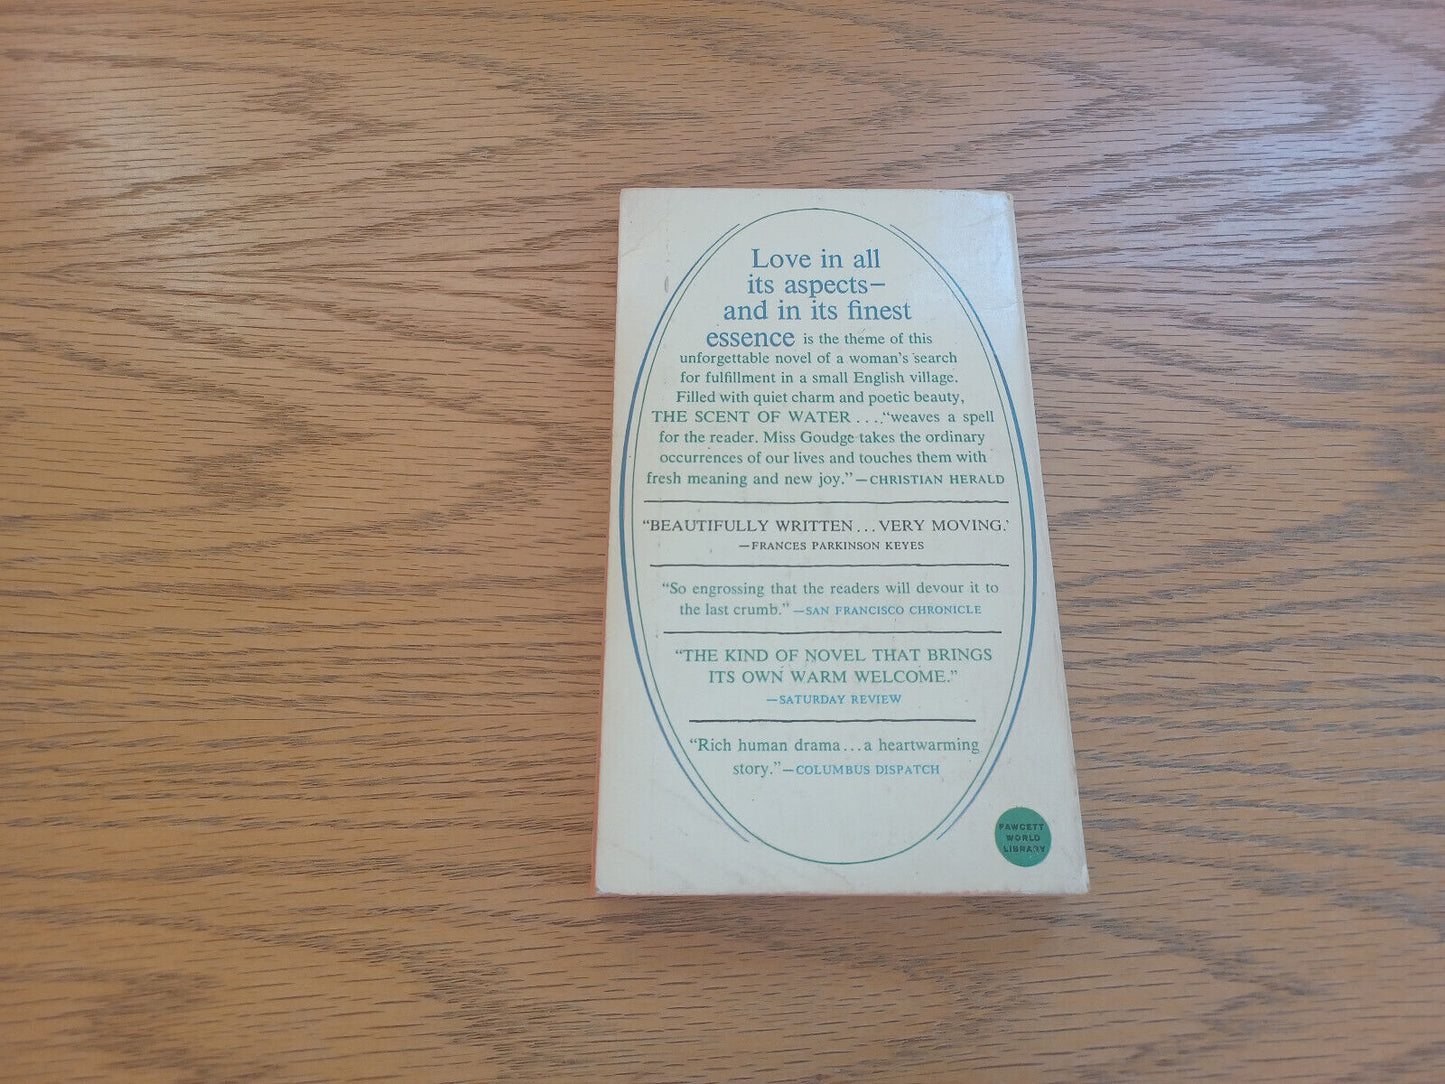 Love in all
its aspects—
and in its finest
essence is the theme of this
unforgettable novel of a woman's search
for fulfillment in a small English village.
Filled with quiet charm and poetic beauty,
THE SCENT OF WATER . . . "weaves a spell
for the reader. Miss Goudge takes the ordinary
occurrences of our lives and touches them with
fresh meaning and new joy."—CHRISTIAN HERALD
"BEAUTIFULLY WRITTEN...VERY MOVING.'
—FRANCES PARKINSON KEYES
"So engrossing that the readers will devour it to
the last crumb."—SAN FRANCISCO CHRONICLE
"THE KIND OF NOVEL THAT BRINGS
ITS OWN WARM WELCOME."
—SATURDAY REVIEW
"Rich human drama...a heartwarming
story."—COLUMBUS DISPATCH
FAWCETT
WORLD
LIBRARY